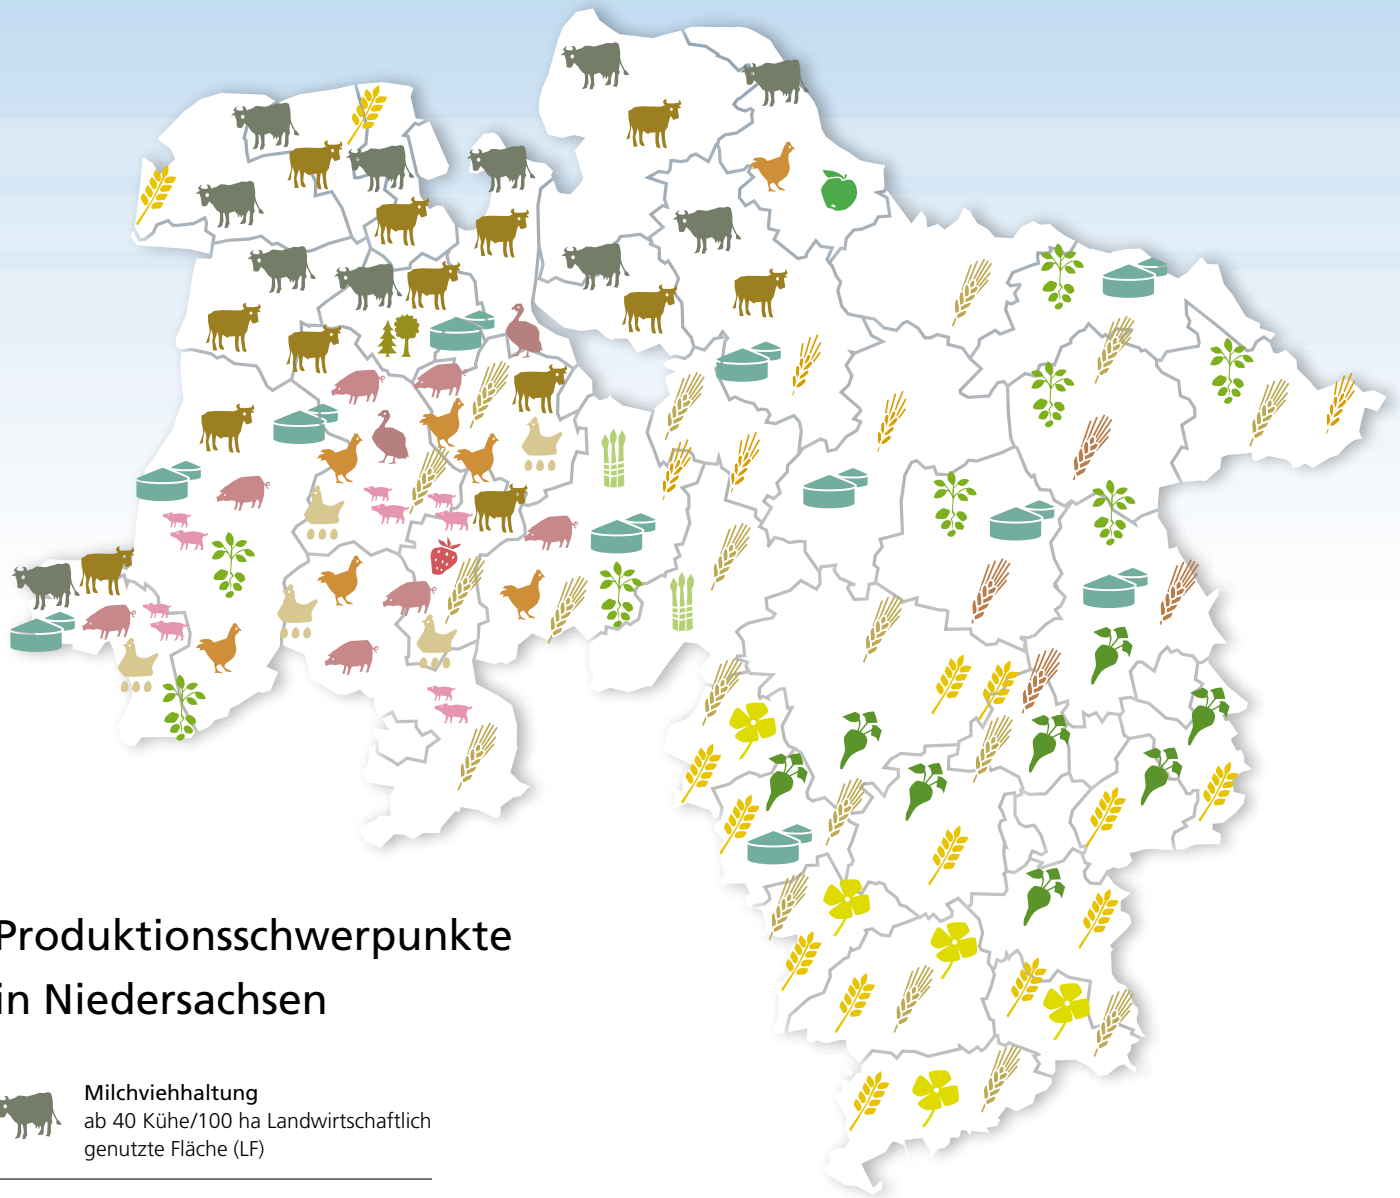 Produktionsschwerpunkte
in Niedersachsen
Milchviehhaltung
ab 40 Kühe/100 ha Landwirtschaftlich
genutzte Fläche (LF)